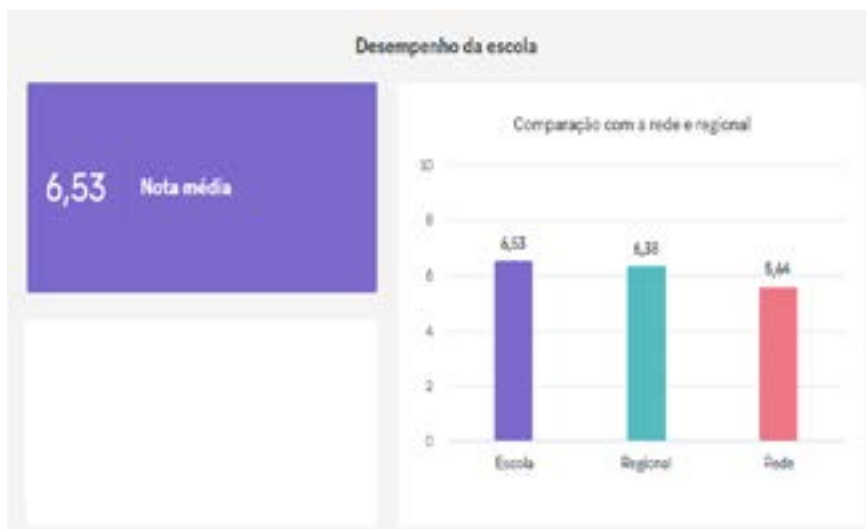 Desempenho da escola
6,53 Nota média
Comparação com a rede e regional
10
8
6
4
2
0
6,53
6,38
5,64
Escola
Regional
Rede